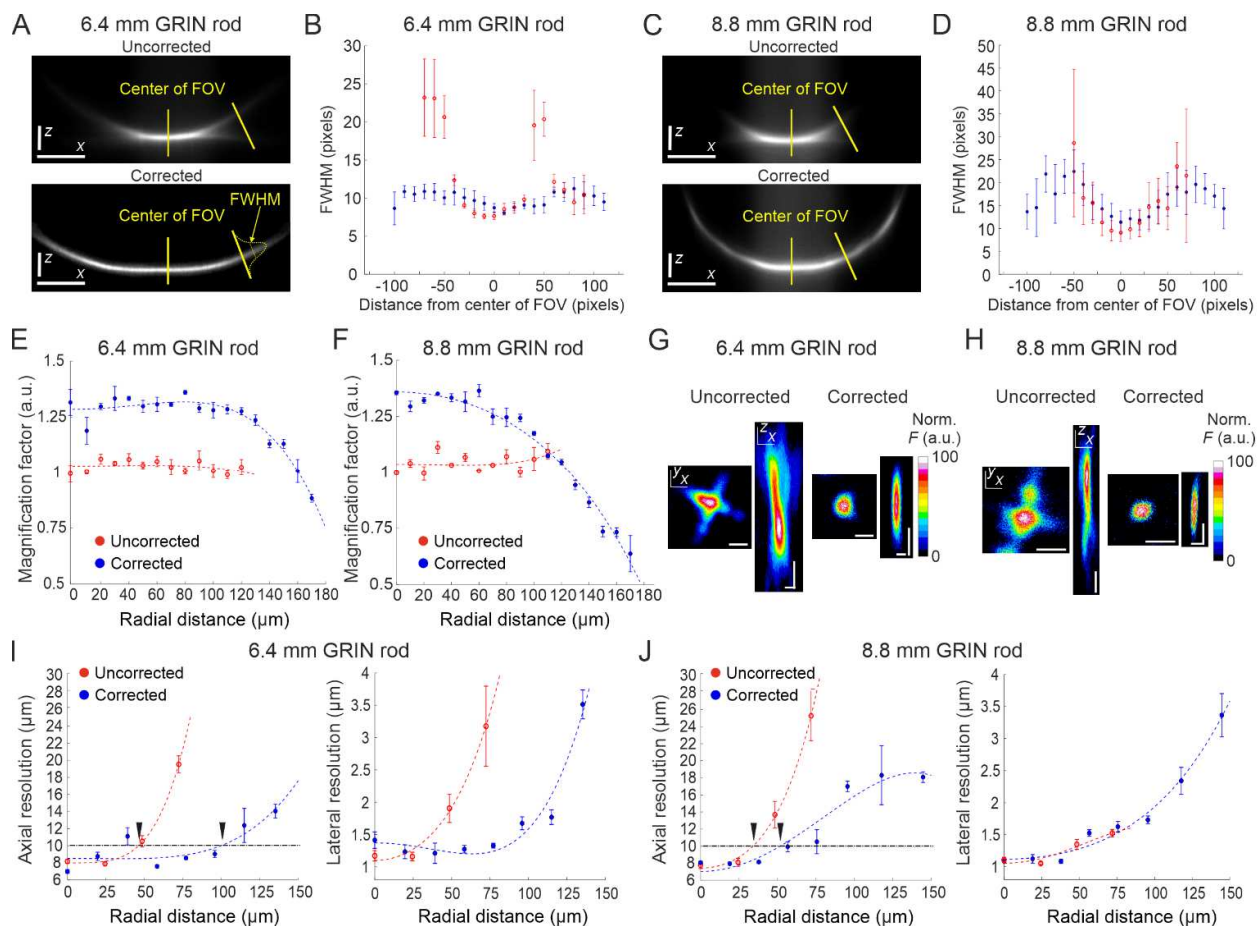 A 6.4 mm GRIN rod
Uncorrected
Center of FOV
z
x
Corrected
FWHM
Center of FOV
z
x
B 6.4 mm GRIN rod
FWHM (pixels)
30
25
20
15
10
5
0
-100 -50 0 50 100
Distance from center of FOV (pixels)
C 8.8 mm GRIN rod
Uncorrected
Center of FOV
z
x
Corrected
Center of FOV
z
x
D 8.8 mm GRIN rod
FWHM (pixels)
50
45
40
35
30
25
20
15
10
5
0
-100 -50 0 50 100
Distance from center of FOV (pixels)
E 6.4 mm GRIN rod
Magnification factor (a.u.)
1.5
1.25
1
0.75
0.5
Uncorrected
Corrected
0 20 40 60 80 100 120 140 160 180
Radial distance (µm)
F 8.8 mm GRIN rod
Magnification factor (a.u.)
1.5
1.25
1
0.75
0.5
Uncorrected
Corrected
0 20 40 60 80 100 120 140 160 180
Radial distance (µm)
G 6.4 mm GRIN rod
Uncorrected Corrected
y x
z x
Norm.
F (a.u.)
100
0
H 8.8 mm GRIN rod
Uncorrected Corrected
y x
z x
Norm.
F (a.u.)
100
0
I 6.4 mm GRIN rod
Uncorrected
Corrected
Axial resolution (µm)
28
26
24
22
20
18
16
14
12
10
8
6
0 25 50 75 100 125 150
Radial distance (µm)
Lateral resolution (µm)
4
3.5
3
2.5
2
1.5
1
0 25 50 75 100 125 150
Radial distance (µm)
J 8.8 mm GRIN rod
Uncorrected
Corrected
Axial resolution (µm)
30
28
26
24
22
20
18
16
14
12
10
8
6
0 25 50 75 100 125 150
Radial distance (µm)
Lateral resolution (µm)
4
3.5
3
2.5
2
1.5
1
0 25 50 75 100 125 150
Radial distance (µm)